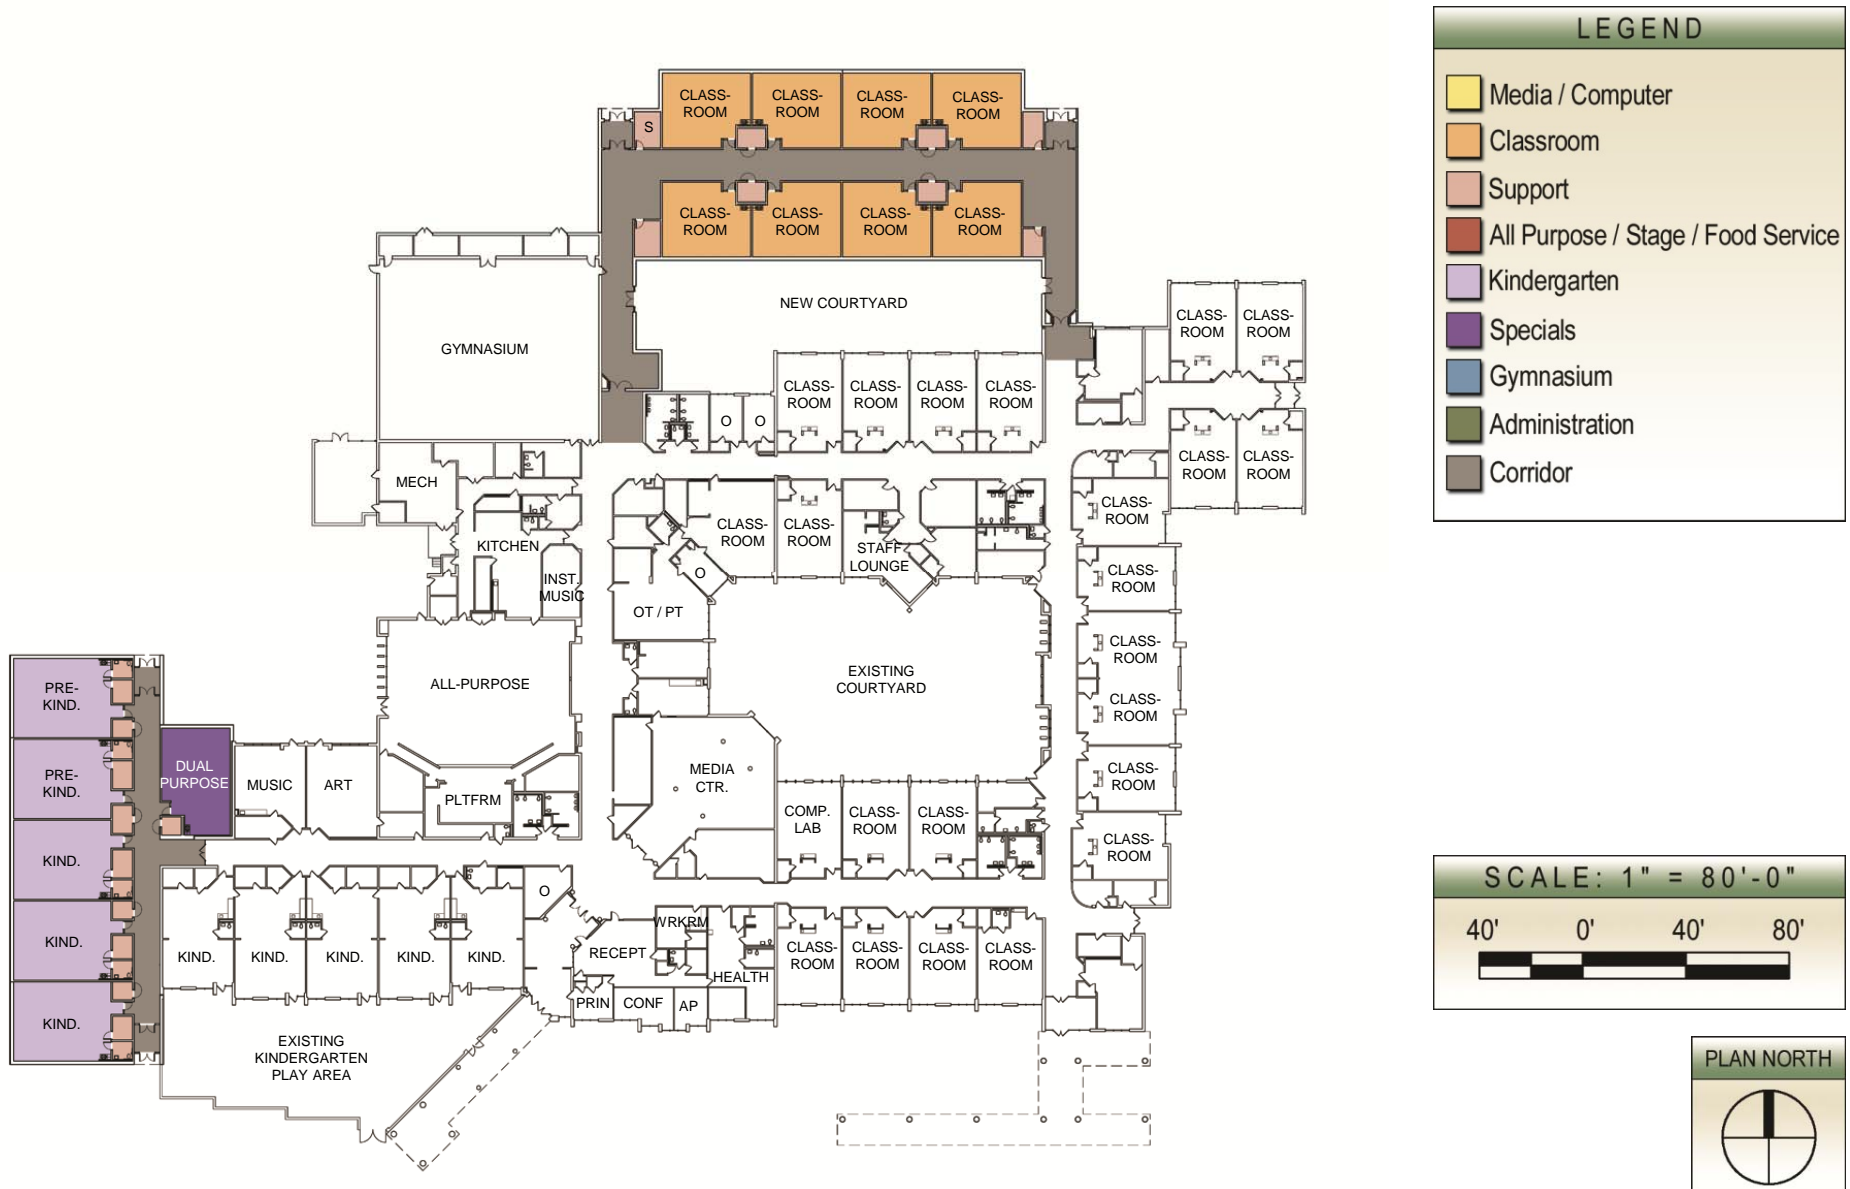 CLASS-
ROOM
CLASS-
ROOM
CLASS-
ROOM
CLASS-
ROOM
S
CLASS-
ROOM
CLASS-
ROOM
CLASS-
ROOM
CLASS-
ROOM
NEW COURTYARD
GYMNASIUM
CLASS-
ROOM
CLASS-
ROOM
CLASS-
ROOM
CLASS-
ROOM
CLASS-
ROOM
CLASS-
ROOM
O
O
CLASS-
ROOM
CLASS-
ROOM
MECH
CLASS-
ROOM
CLASS-
ROOM
CLASS-
ROOM
KITCHEN
STAFF
LOUNGE
O
INST.
MUSIC
CLASS-
ROOM
OT / PT
CLASS-
ROOM
EXISTING
COURTYARD
ALL-PURPOSE
CLASS-
ROOM
PRE-
KIND.
PRE-
KIND.
DUAL
PURPOSE
MUSIC
ART
PLTFRM
MEDIA
CTR.
CLASS-
ROOM
COMP.
LAB
CLASS-
ROOM
CLASS-
ROOM
CLASS-
ROOM
KIND.
O
WRKRM
KIND.
KIND.
KIND.
KIND.
KIND.
KIND.
RECEPT
HEALTH
CLASS-
ROOM
CLASS-
ROOM
CLASS-
ROOM
CLASS-
ROOM
KIND.
PRIN
CONF
AP
EXISTING
KINDERGARTEN
PLAY AREA
LEGEND
Media / Computer
Classroom
Support
All Purpose / Stage / Food Service
Kindergarten
Specials
Gymnasium
Administration
Corridor
SCALE: 1" = 80'-0"
40' 0' 40' 80'
PLAN NORTH